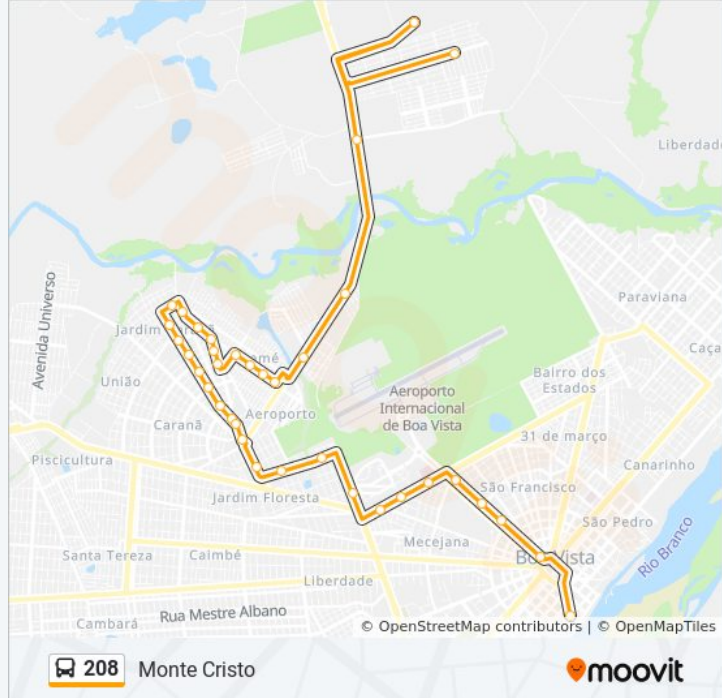 Liberdade
Avenida Universo
Paraviana
Jardim
Caça
União
Aeroporto
Internacional
de Boa Vista
Bairro dos
Estados
Aeroporto
Caranã
31 de março
Piscicultura
Canarinho
São Francisco
Jardim Floresta
São Pedro
Mecejana
Rio Branco
Santa Tereza
Caimbé
Boa Vista
Liberdade
Rua Mestre Albano
Cambará
© OpenStreetMap contributors | © OpenMapTiles
208 Monte Cristo
moovit